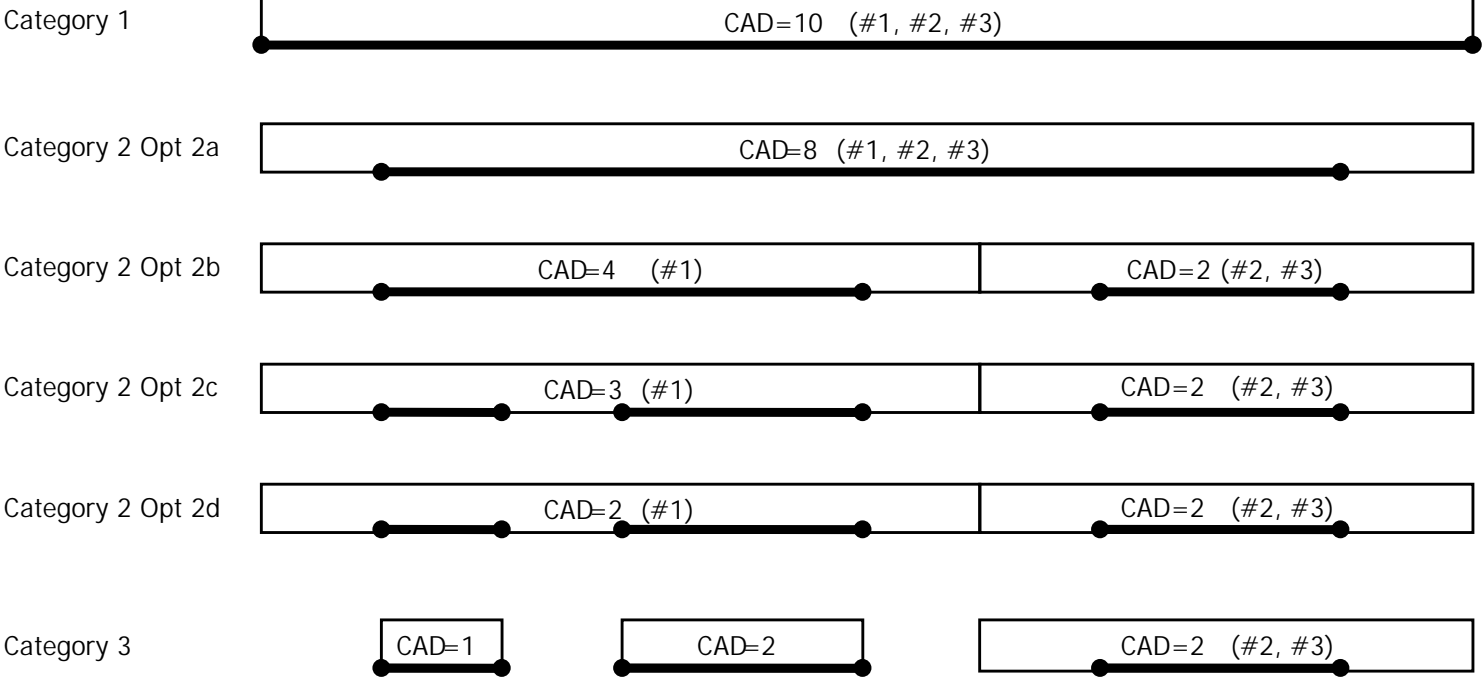 Category 1 CAD=10 (#1, #2, #3)
Category 2 Opt 2a CAD=8 (#1, #2, #3)
Category 2 Opt 2b CAD=4 (#1) CAD=2 (#2, #3)
Category 2 Opt 2c CAD=3 (#1) CAD=2 (#2, #3)
Category 2 Opt 2d CAD=2 (#1) CAD=2 (#2, #3)
Category 3 CAD=1 CAD=2 CAD=2 (#2, #3)